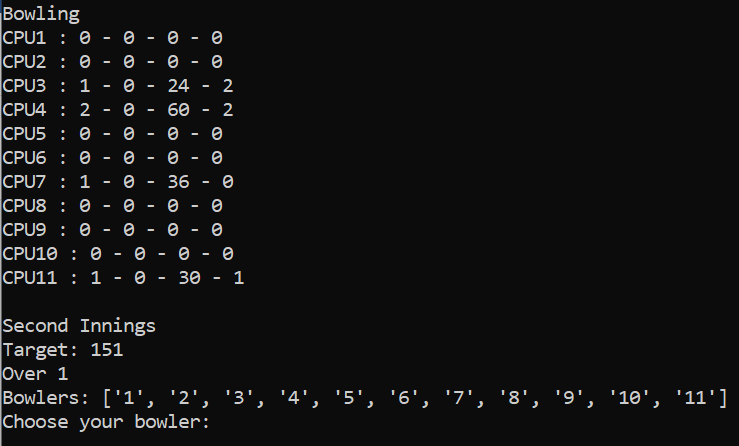 Bowling
CPU1 : 0 - 0 - 0 - 0
CPU2 : 0 - 0 - 0 - 0
CPU3 : 1 - 0 - 24 - 2
CPU4 : 2 - 0 - 60 - 2
CPU5 : 0 - 0 - 0 - 0
CPU6 : 0 - 0 - 0 - 0
CPU7 : 1 - 0 - 36 - 0
CPU8 : 0 - 0 - 0 - 0
CPU9 : 0 - 0 - 0 - 0
CPU10 : 0 - 0 - 0 - 0
CPU11 : 1 - 0 - 30 - 1
Second Innings
Target: 151
Over 1
Bowlers: ['1', '2', '3', '4', '5', '6', '7', '8', '9', '10', '11']
Choose your bowler: